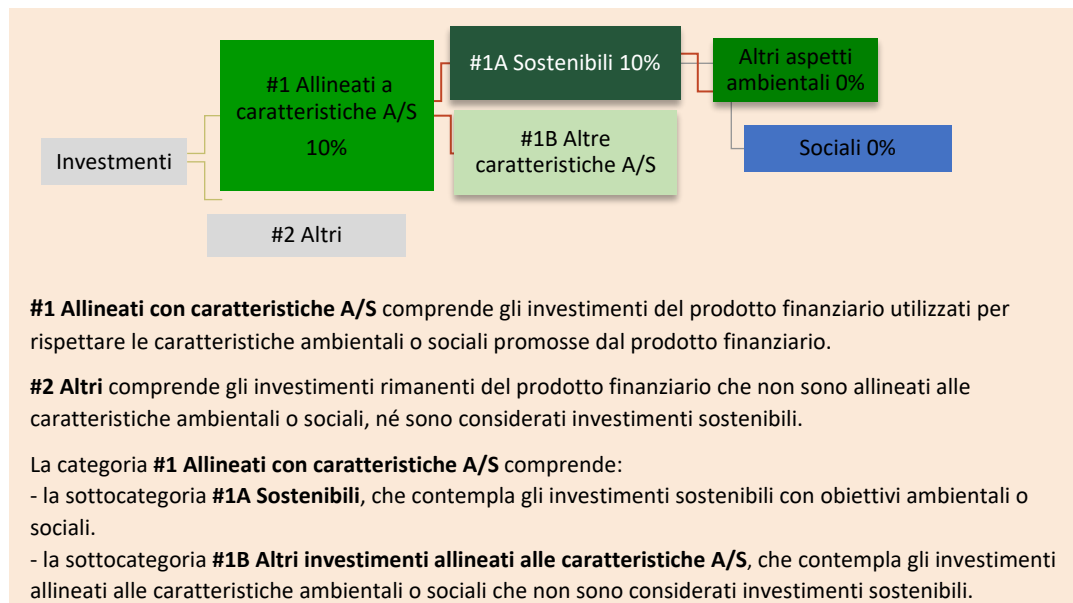 Investmenti
#1 Allineati a
caratteristiche A/S
10%
#2 Altri
#1A Sostenibili 10%
#1B Altre
caratteristiche A/S
Altri aspetti
ambientali 0%
Sociali 0%
#1 Allineati con caratteristiche A/S comprende gli investimenti del prodotto finanziario utilizzati per
rispettare le caratteristiche ambientali o sociali promosse dal prodotto finanziario.
#2 Altri comprende gli investimenti rimanenti del prodotto finanziario che non sono allineati alle
caratteristiche ambientali o sociali, né sono considerati investimenti sostenibili.
La categoria #1 Allineati con caratteristiche A/S comprende:
- la sottocategoria #1A Sostenibili, che contempla gli investimenti sostenibili con obiettivi ambientali o
sociali.
- la sottocategoria #1B Altri investimenti allineati alle caratteristiche A/S, che contempla gli investimenti
allineati alle caratteristiche ambientali o sociali che non sono considerati investimenti sostenibili.